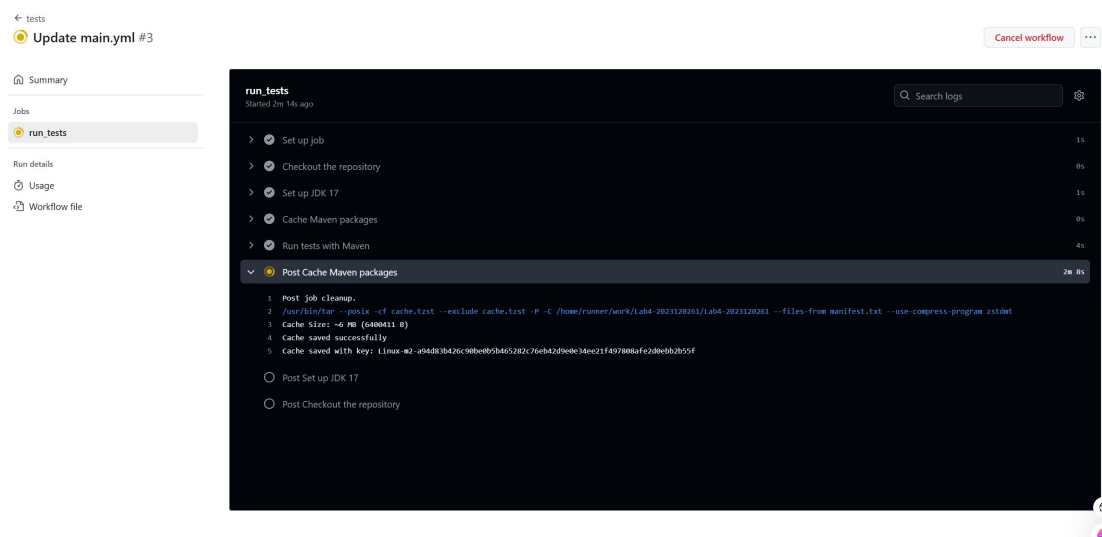 ← tests
Update main.yml #3
Cancel workflow
...
Summary
Jobs
run_tests
Run details
Usage
Workflow file
run_tests
Started 2m 14s ago
Search logs
Set up job 1s
Checkout the repository 0s
Set up JDK 17 1s
Cache Maven packages 0s
Run tests with Maven 4s
Post Cache Maven packages 2m 8s
1 Post job cleanup.
2 /usr/bin/tar --posix -cf cache.tzst --exclude cache.tzst -P -C /home/runner/work/Lab4-2023120261/Lab4-2023120261 --files-from manifest.txt --use-compress-program zstdmt
3 Cache Size: ~6 MB (6400411 B)
4 Cache saved successfully
5 Cache saved with key: Linux-m2-a94d83b426c90be0b5b465282c76eb42d9e0e34ee21f497808afe2d0ebb2b55f
Post Set up JDK 17
Post Checkout the repository